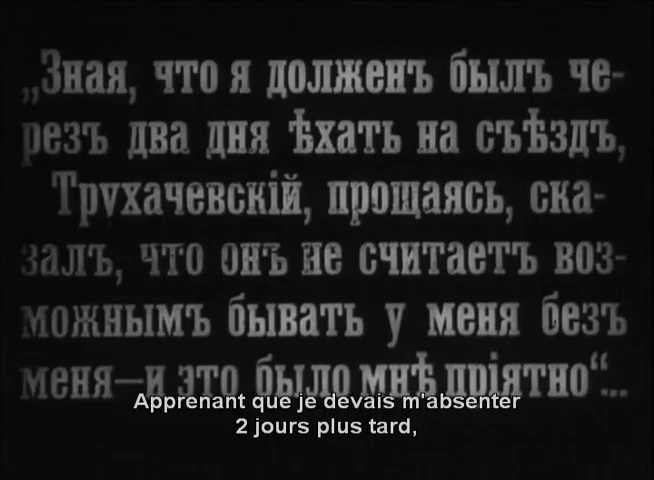 „Зная, что я долженъ былъ че-
резъ два дня ѣхать на съѣздъ,
Трухачевскій, прощаясь, ска-
залъ, что онъ не считаетъ воз-
можнымъ бывать у меня безъ
меня—и это было мнѣ пріятно“...
Apprenant que je devais m'absenter
2 jours plus tard,